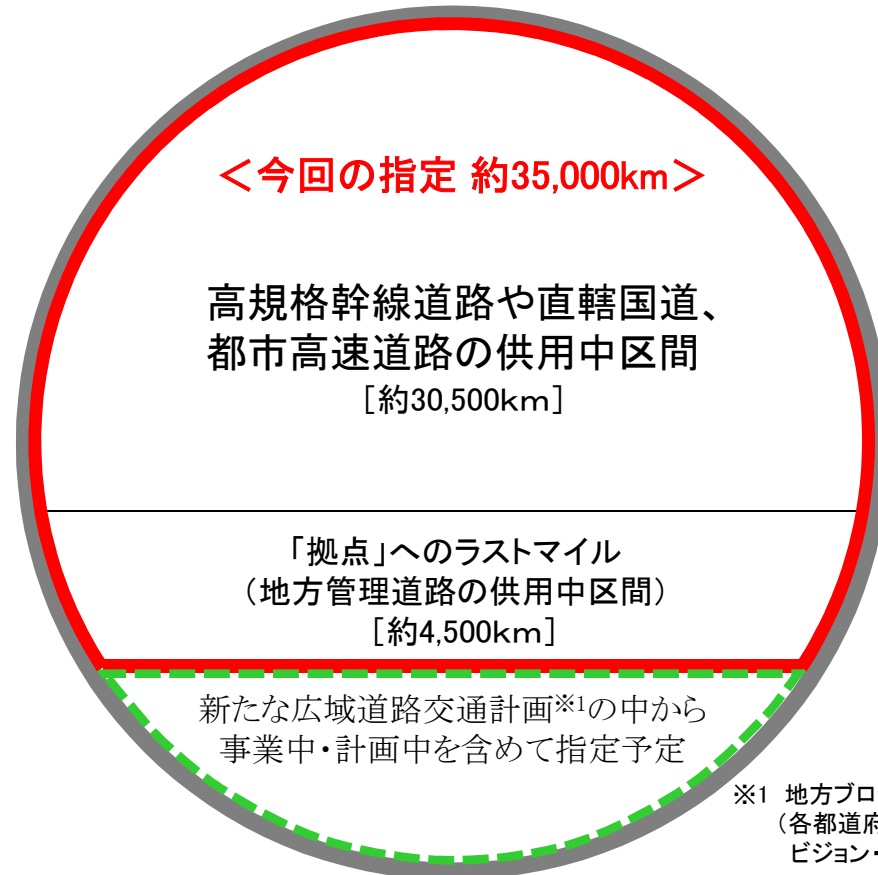 ＜今回の指定 約35,000km＞
高規格幹線道路や直轄国道、
都市高速道路の供用中区間
［約30,500km］
「拠点」へのラストマイル
（地方管理道路の供用中区間）
［約4,500km］
新たな広域道路交通計画※1の中から
事業中・計画中を含めて指定予定
※1 地方ブロ
（各都道府
ビジョン・